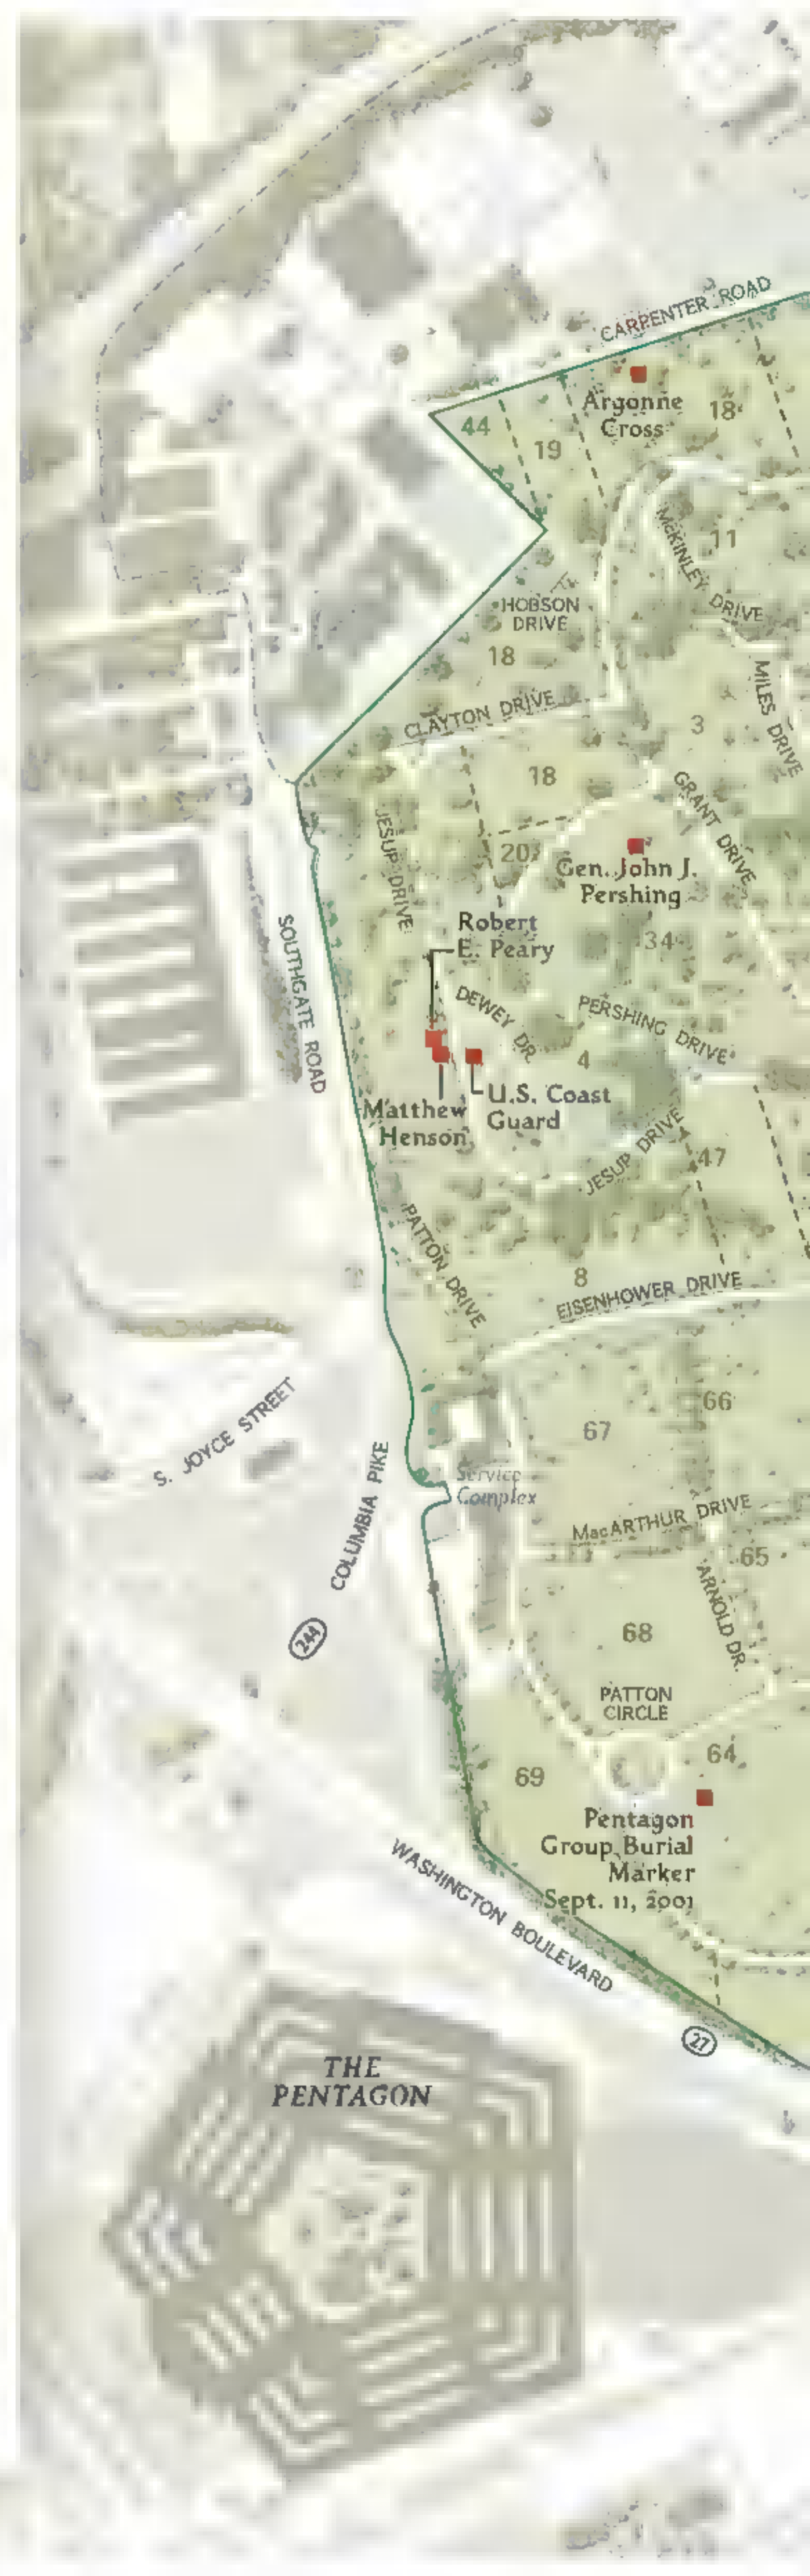 CARPENTER ROAD
Argonne
Cross
18
44
19
McKINLEY DRIVE
11
HOBSON
DRIVE
18
CLAYTON DRIVE
MILES DRIVE
3
18
GRANT DRIVE
JESUP DRIVE
20
Gen. John J.
Pershing
Robert
E. Peary
34
SOUTHGATE ROAD
DEWEY DR.
PERSHING DRIVE
4
U.S. Coast
Guard
Matthew
Henson
JESUP DRIVE
47
PATTON DRIVE
8
EISENHOWER DRIVE
66
67
S. JOYCE STREET
COLUMBIA PIKE
Service
Complex
MacARTHUR DRIVE
65
ARNOLD DR.
244
68
PATTON
CIRCLE
64
69
Pentagon
Group Burial
Marker
Sept. 11, 2001
WASHINGTON BOULEVARD
27
THE
PENTAGON